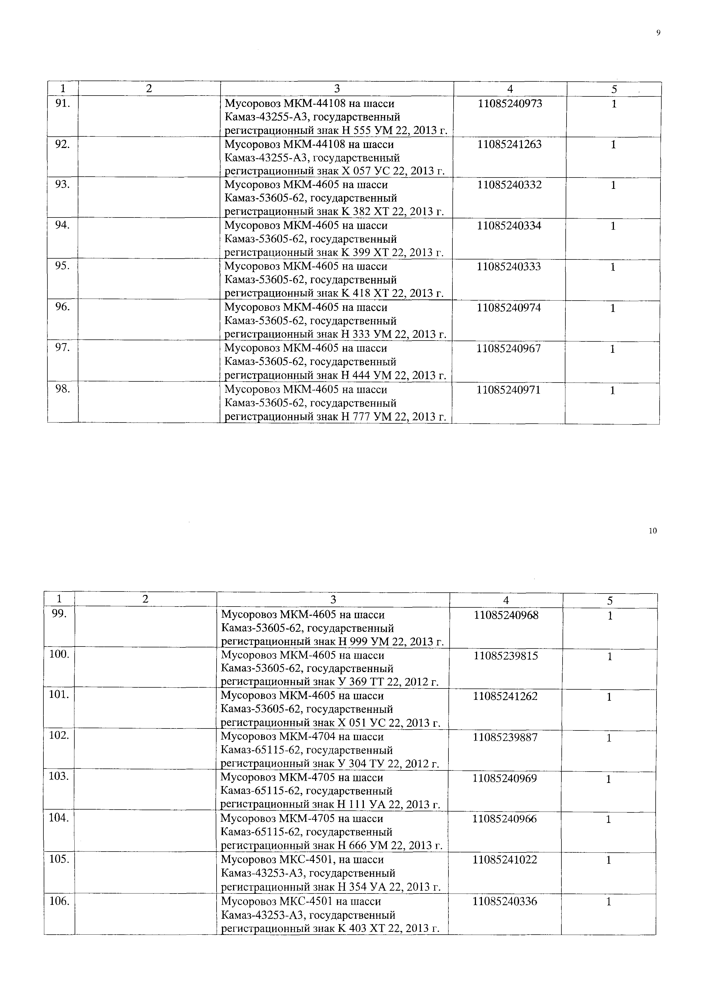 9
1 2 3 4 5
91. Мусоровоз МКМ-44108 на шасси 11085240973 1
Камаз-43255-А3, государственный
регистрационный знак Н 555 УМ 22, 2013 г.
92. Мусоровоз МКМ-44108 на шасси 11085241263 1
Камаз-43255-А3, государственный
регистрационный знак Х 057 УС 22, 2013 г.
93. Мусоровоз МКМ-4605 на шасси 11085240332 1
Камаз-53605-62, государственный
регистрационный знак К 382 ХТ 22, 2013 г.
94. Мусоровоз МКМ-4605 на шасси 11085240334 1
Камаз-53605-62, государственный
регистрационный знак К 399 ХТ 22, 2013 г.
95. Мусоровоз МКМ-4605 на шасси 11085240333 1
Камаз-53605-62, государственный
регистрационный знак К 418 ХТ 22, 2013 г.
96. Мусоровоз МКМ-4605 на шасси 11085240974 1
Камаз-53605-62, государственный
регистрационный знак Н 333 УМ 22, 2013 г.
97. Мусоровоз МКМ-4605 на шасси 11085240967 1
Камаз-53605-62, государственный
регистрационный знак Н 444 УМ 22, 2013 г.
98. Мусоровоз МКМ-4605 на шасси 11085240971 1
Камаз-53605-62, государственный
регистрационный знак Н 777 УМ 22, 2013 г.
10
1 2 3 4 5
99. Мусоровоз МКМ-4605 на шасси 11085240968 1
Камаз-53605-62, государственный
регистрационный знак Н 999 УМ 22, 2013 г.
100. Мусоровоз МКМ-4605 на шасси 11085239815 1
Камаз-53605-62, государственный
регистрационный знак У 369 ТТ 22, 2012 г.
101. Мусоровоз МКМ-4605 на шасси 11085241262 1
Камаз-53605-62, государственный
регистрационный знак Х 051 УС 22, 2013 г.
102. Мусоровоз МКМ-4704 на шасси 11085239887 1
Камаз-65115-62, государственный
регистрационный знак У 304 ТУ 22, 2012 г.
103. Мусоровоз МКМ-4705 на шасси 11085240969 1
Камаз-65115-62, государственный
регистрационный знак Н 111 УА 22, 2013 г.
104. Мусоровоз МКМ-4705 на шасси 11085240966 1
Камаз-65115-62, государственный
регистрационный знак Н 666 УМ 22, 2013 г.
105. Мусоровоз МКС-4501, на шасси 11085241022 1
Камаз-43253-А3, государственный
регистрационный знак Н 354 УА 22, 2013 г.
106. Мусоровоз МКС-4501 на шасси 11085240336 1
Камаз-43253-А3, государственный
регистрационный знак К 403 ХТ 22, 2013 г.